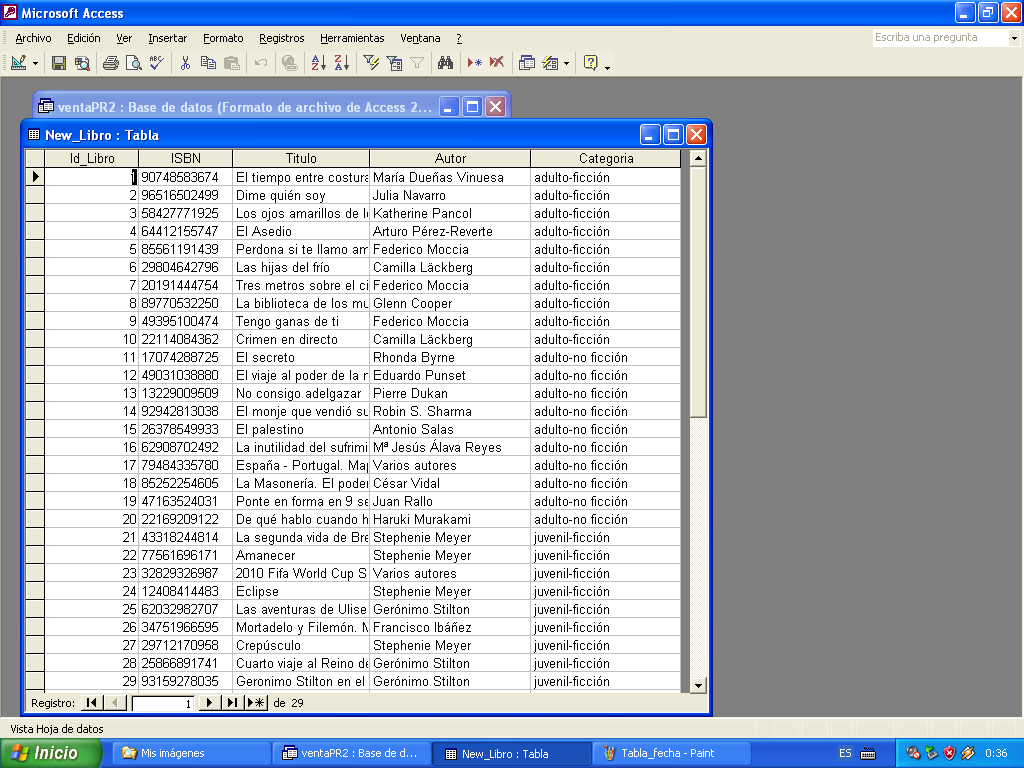 Microsoft Access
Archivo Edición Ver Insertar Formato Registros Herramientas Ventana ? Escriba una pregunta
ventaPR2 : Base de datos (Formato de archivo de Access 2...
New_Libro : Tabla
Id_Libro ISBN Titulo Autor Categoria
1 90748583674 El tiempo entre costura María Dueñas Vinuesa adulto-ficción
2 96516502499 Dime quién soy Julia Navarro adulto-ficción
3 58427771925 Los ojos amarillos de l Katherine Pancol adulto-ficción
4 64412155747 El Asedio Arturo Pérez-Reverte adulto-ficción
5 85561191439 Perdona si te llamo am Federico Moccia adulto-ficción
6 29804642796 Las hijas del frío Camilla Läckberg adulto-ficción
7 20191444754 Tres metros sobre el ci Federico Moccia adulto-ficción
8 89770532250 La biblioteca de los mu Glenn Cooper adulto-ficción
9 49395100474 Tengo ganas de ti Federico Moccia adulto-ficción
10 22114084362 Crimen en directo Camilla Läckberg adulto-ficción
11 17074288725 El secreto Rhonda Byrne adulto-no ficción
12 49031038880 El viaje al poder de la r Eduardo Punset adulto-no ficción
13 13229009509 No consigo adelgazar Pierre Dukan adulto-no ficción
14 92942813038 El monje que vendió su Robin S. Sharma adulto-no ficción
15 26378549933 El palestino Antonio Salas adulto-no ficción
16 62908702492 La inutilidad del sufrimi Mª Jesús Álava Reyes adulto-no ficción
17 79484335780 España - Portugal. Map Varios autores adulto-no ficción
18 85252254605 La Masonería. El poder César Vidal adulto-no ficción
19 47163524031 Ponte en forma en 9 se Juan Rallo adulto-no ficción
20 22169209122 De qué hablo cuando h Haruki Murakami adulto-no ficción
21 43318244814 La segunda vida de Bre Stephenie Meyer juvenil-ficción
22 77561696171 Amanecer Stephenie Meyer juvenil-ficción
23 32829326987 2010 Fifa World Cup S Varios autores juvenil-ficción
24 12408414483 Eclipse Stephenie Meyer juvenil-ficción
25 62032982707 Las aventuras de Ulise Gerónimo Stilton juvenil-ficción
26 34751966595 Mortadelo y Filemón. M Francisco Ibáñez juvenil-ficción
27 29712170958 Crepúsculo Stephenie Meyer juvenil-ficción
28 25866891741 Cuarto viaje al Reino de Gerónimo Stilton juvenil-ficción
29 93159278035 Geronimo Stilton en el Gerónimo Stilton juvenil-ficción
Registro: 1 de 29
Vista Hoja de datos
Inicio Mis imágenes ventaPR2 : Base de d... New_Libro : Tabla Tabla_fecha - Paint ES 0:36